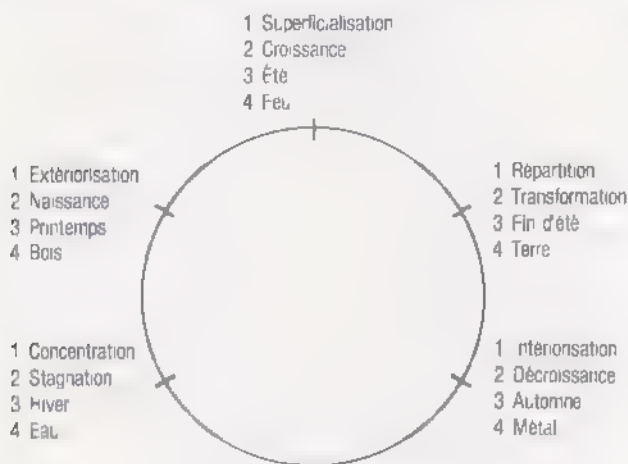 1 Superficialisation
2 Croissance
3 Été
4 Feu
1 Extériorisation
2 Naissance
3 Printemps
4 Bois
1 Répartition
2 Transformation
3 Fin d'été
4 Terre
1 Concentration
2 Stagnation
3 Hiver
4 Eau
1 Intériorisation
2 Décroissance
3 Automne
4 Métal